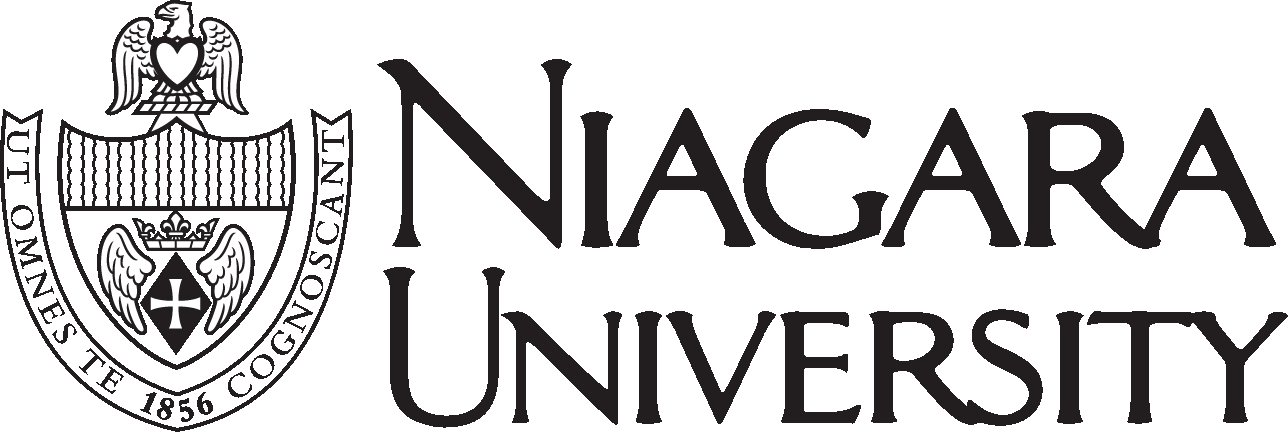 UT OMNES TE COGNOSCANT
1856
NIAGARA
UNIVERSITY